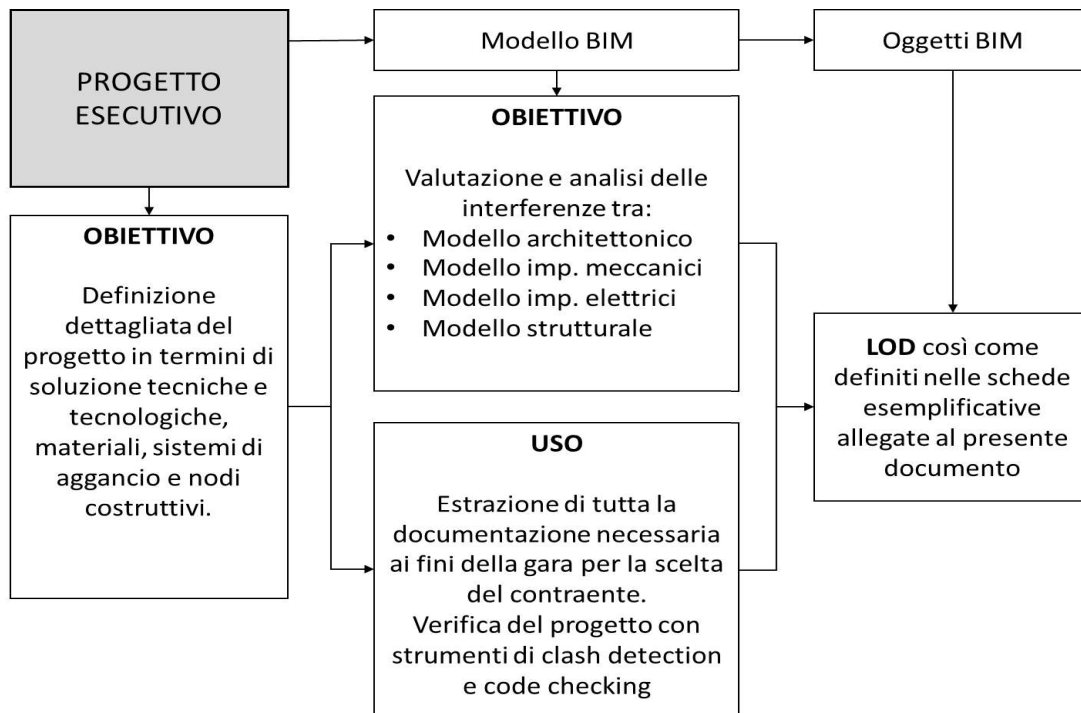 PROGETTO
ESECUTIVO
Modello BIM
Oggetti BIM
OBIETTIVO
Definizione
dettagliata del
progetto in termini di
soluzione tecniche e
tecnologiche,
materiali, sistemi di
aggancio e nodi
costruttivi.
OBIETTIVO
Valutazione e analisi delle
interferenze tra:
• Modello architettonico
• Modello imp. meccanici
• Modello imp. elettrici
• Modello strutturale
USO
Estrazione di tutta la
documentazione necessaria
ai fini della gara per la scelta
del contraente.
Verifica del progetto con
strumenti di clash detection
e code checking
LOD così come
definiti nelle schede
esemplificative
allegate al presente
documento